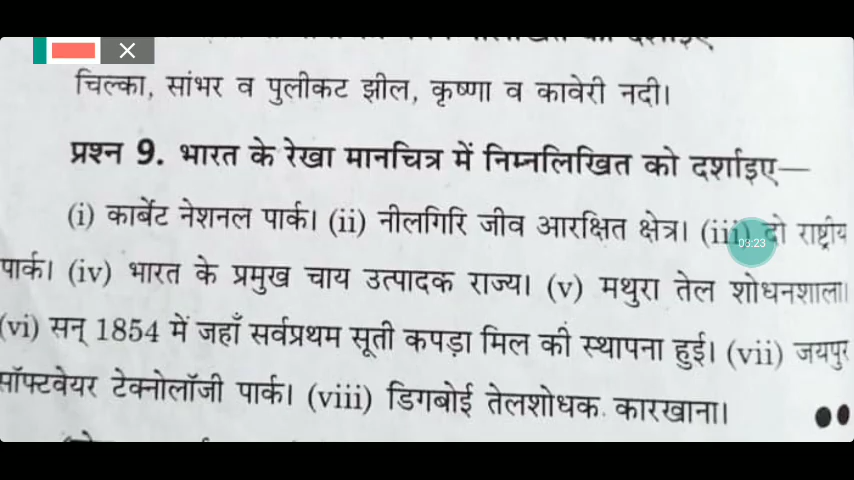 चिल्का, सांभर व पुलीकट झील, कृष्णा व कावेरी नदी।
प्रश्न 9. भारत के रेखा मानचित्र में निम्नलिखित को दर्शाइए—
(i) कार्बेट नेशनल पार्क। (ii) नीलगिरि जीव आरक्षित क्षेत्र। (iii) दो राष्ट्रीय
09:23
पार्क। (iv) भारत के प्रमुख चाय उत्पादक राज्य। (v) मथुरा तेल शोधनशाला।
(vi) सन् 1854 में जहाँ सर्वप्रथम सूती कपड़ा मिल की स्थापना हुई। (vii) जयपुर
सॉफ्टवेयर टेक्नोलॉजी पार्क। (viii) डिगबोई तेलशोधक कारखाना।